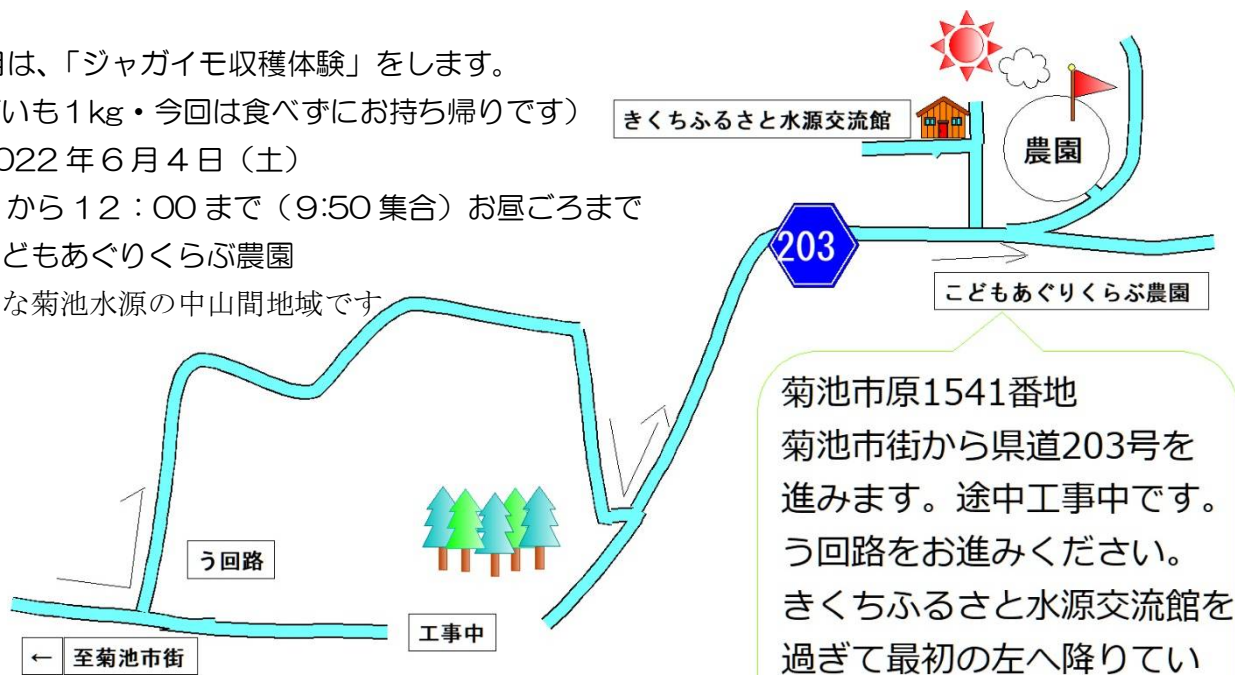 は、「ジャガイモ収穫体験」をします。
いも1kg・今回は食べずにお持ち帰りです）
022年6月4日（土）
から12：00まで（9:50集合）お昼ごろまで
どもあぐりくらぶ農園
な菊池水源の中山間地域です
きくちふるさと水源交流館
農園
203
こどもあぐりくらぶ農園
菊池市原1541番地
菊池市街から県道203号を
進みます。途中工事中です。
う回路をお進みください。
きくちふるさと水源交流館を
過ぎて最初の左へ降りてい
う回路
工事中
← 至菊池市街